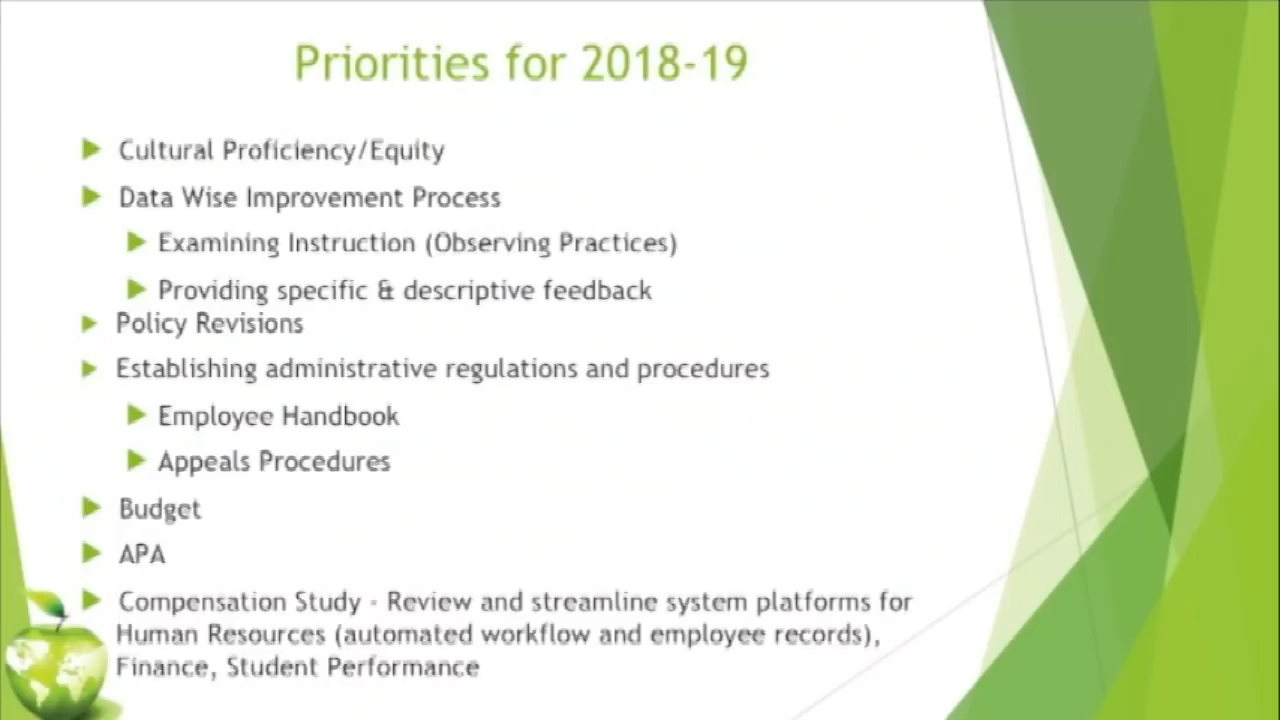 Priorities for 2018-19
Cultural Proficiency/Equity
Data Wise Improvement Process
Examining Instruction (Observing Practices)
Providing specific & descriptive feedback
Policy Revisions
Establishing administrative regulations and procedures
Employee Handbook
Appeals Procedures
Budget
APA
Compensation Study - Review and streamline system platforms for
Human Resources (automated workflow and employee records),
Finance, Student Performance